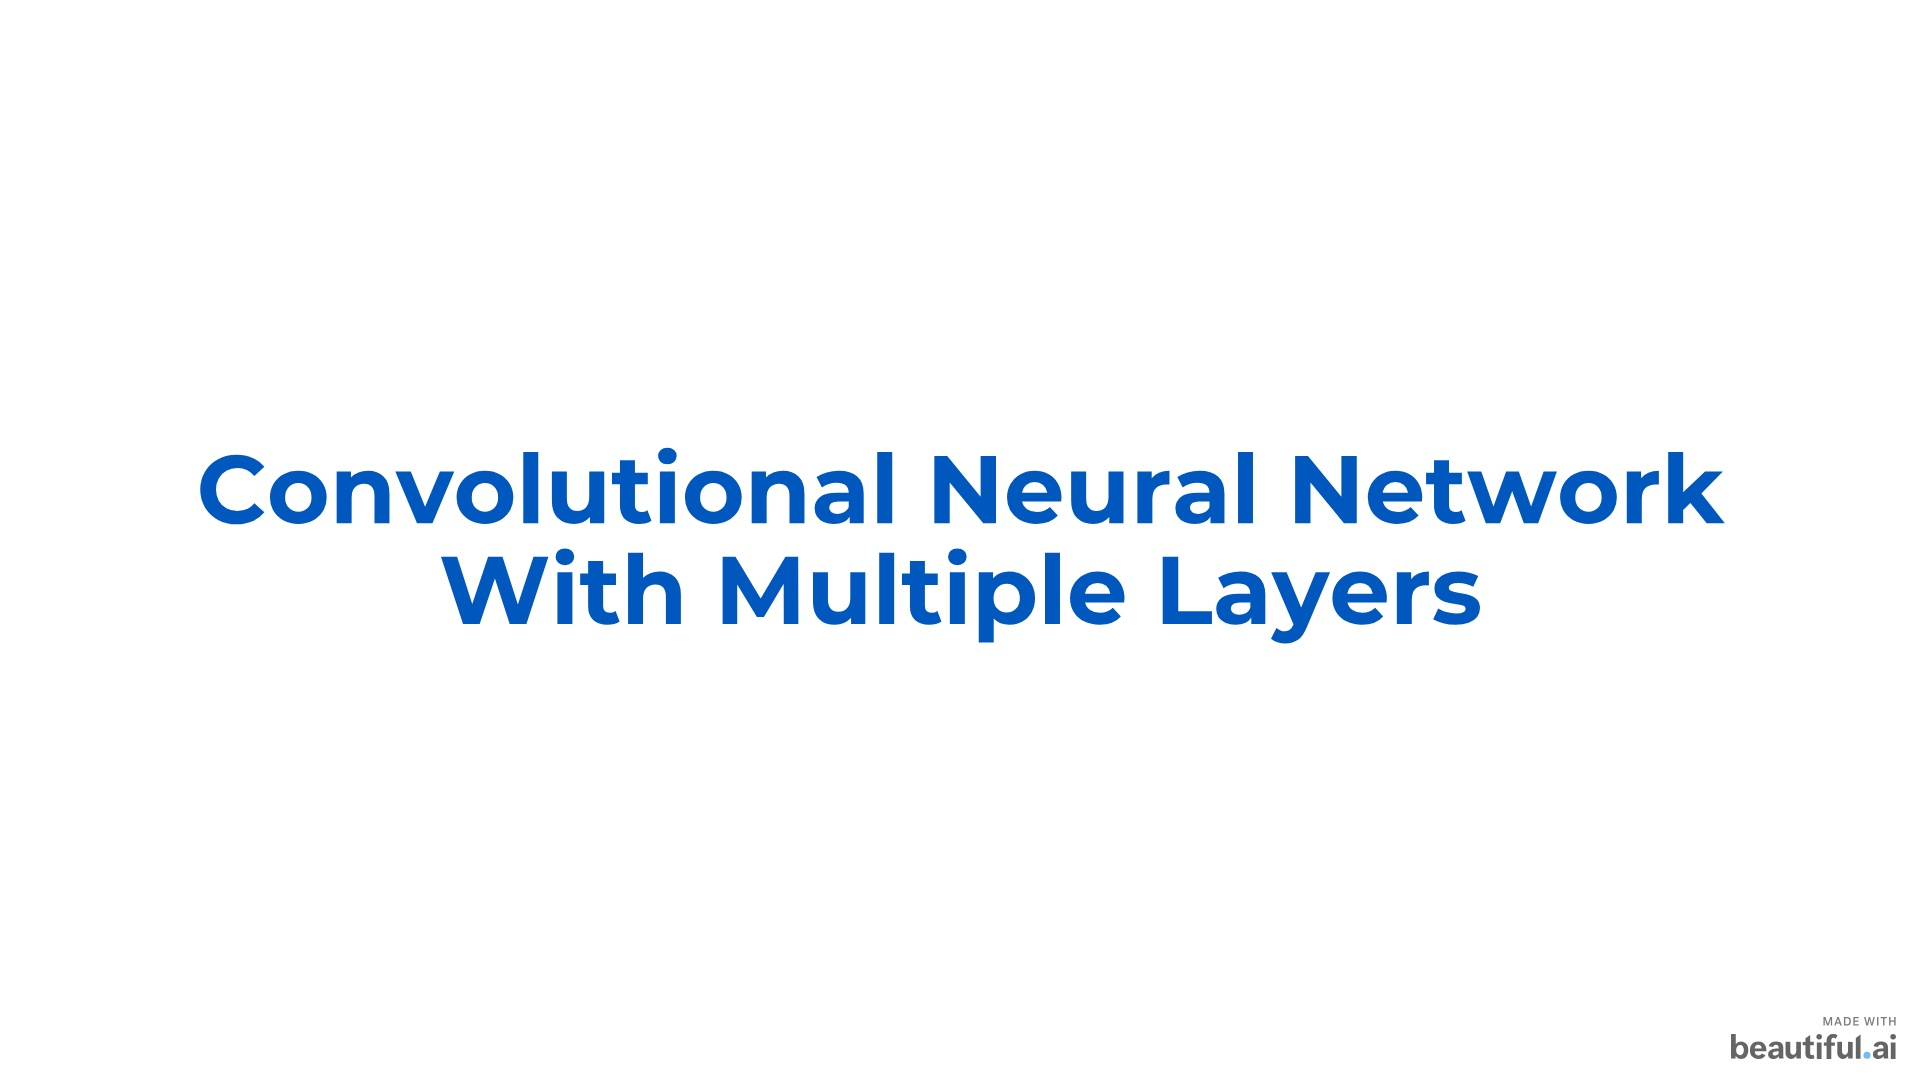 Convolutional Neural Network
With Multiple Layers
MADE WITH
beautiful.ai